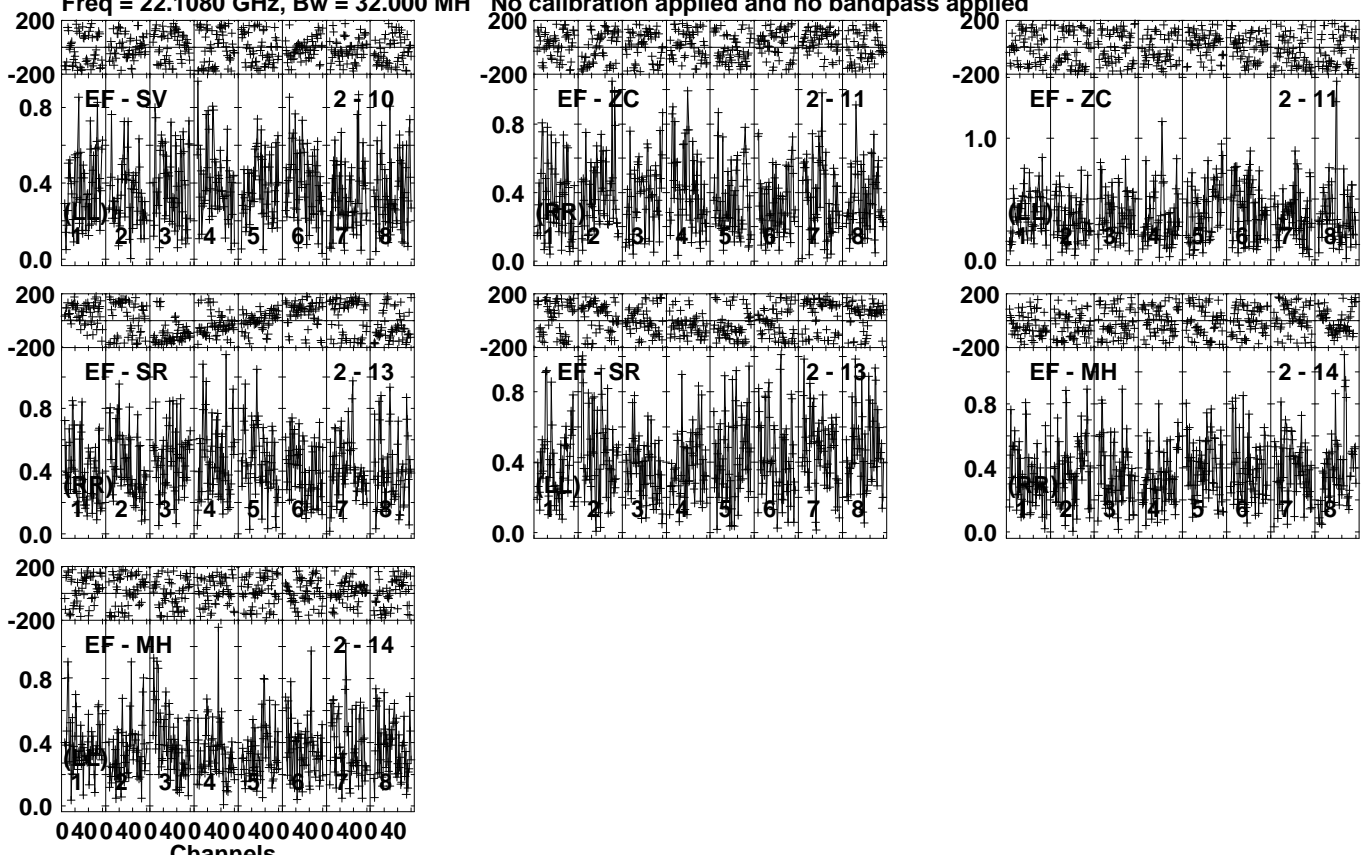 Freq = 22.1080 GHz, Bw = 32.000 MH No calibration applied and no bandpass applied
200
-200
EF - SV 2 - 10
0.8
0.4
0.0
(LL)
1 2 3 4 5 6 7 8
200
-200
EF - ZC 2 - 11
0.8
0.4
0.0
(RR)
1 2 3 4 5 6 7 8
200
-200
EF - ZC 2 - 11
1.0
0.0
(LL)
1 2 3 4 5 6 7 8
200
-200
EF - SR 2 - 13
0.8
0.4
0.0
(RR)
1 2 3 4 5 6 7 8
200
-200
EF - SR 2 - 13
0.8
0.4
0.0
(LL)
1 2 3 4 5 6 7 8
200
-200
EF - MH 2 - 14
0.8
0.4
0.0
(RR)
1 2 3 4 5 6 7 8
200
-200
EF - MH 2 - 14
0.8
0.4
0.0
(LL)
1 2 3 4 5 6 7 8
0 40 0 40 0 40 0 40 0 40 0 40 0 40 0 40
Channels